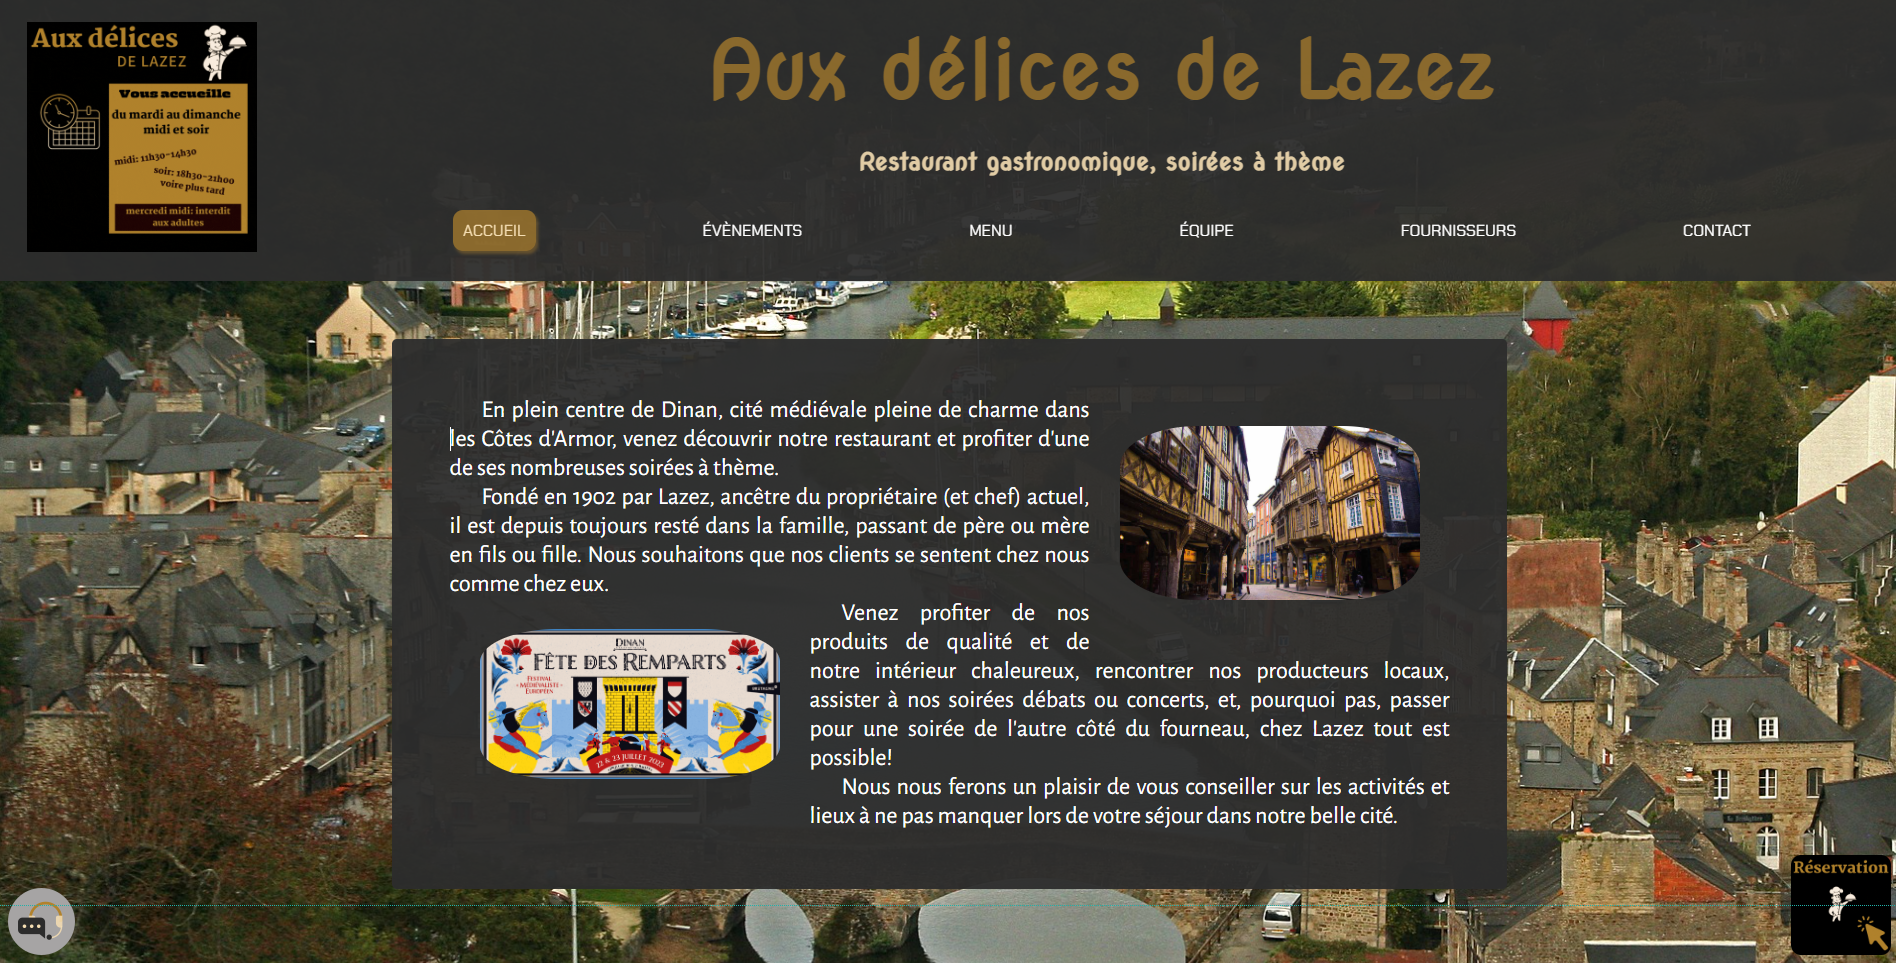 Aux délices
DE LAZEZ
Vous accueille
du mardi au dimanche
midi et soir
midi: 11h30-14h30
soir: 18h30-21h00
voire plus tard
mercredi midi: interdit
aux adultes
Aux délices de Lazez
Restaurant gastronomique, soirées à thème
ACCUEIL ÉVÈNEMENTS MENU ÉQUIPE FOURNISSEURS CONTACT
En plein centre de Dinan, cité médiévale pleine de charme dans
les Côtes d'Armor, venez découvrir notre restaurant et profiter d'une
de ses nombreuses soirées à thème.
Fondé en 1902 par Lazez, ancêtre du propriétaire (et chef) actuel,
il est depuis toujours resté dans la famille, passant de père ou mère
en fils ou fille. Nous souhaitons que nos clients se sentent chez nous
comme chez eux.
DINAN
FÊTE DES REMPARTS
FESTIVAL
MÉDIÉVALISTE
EUROPÉEN
22 & 23 JUILLET 2023
Venez profiter de nos
produits de qualité et de
notre intérieur chaleureux, rencontrer nos producteurs locaux,
assister à nos soirées débats ou concerts, et, pourquoi pas, passer
pour une soirée de l'autre côté du fourneau, chez Lazez tout est
possible!
Nous nous ferons un plaisir de vous conseiller sur les activités et
lieux à ne pas manquer lors de votre séjour dans notre belle cité.
Réservation